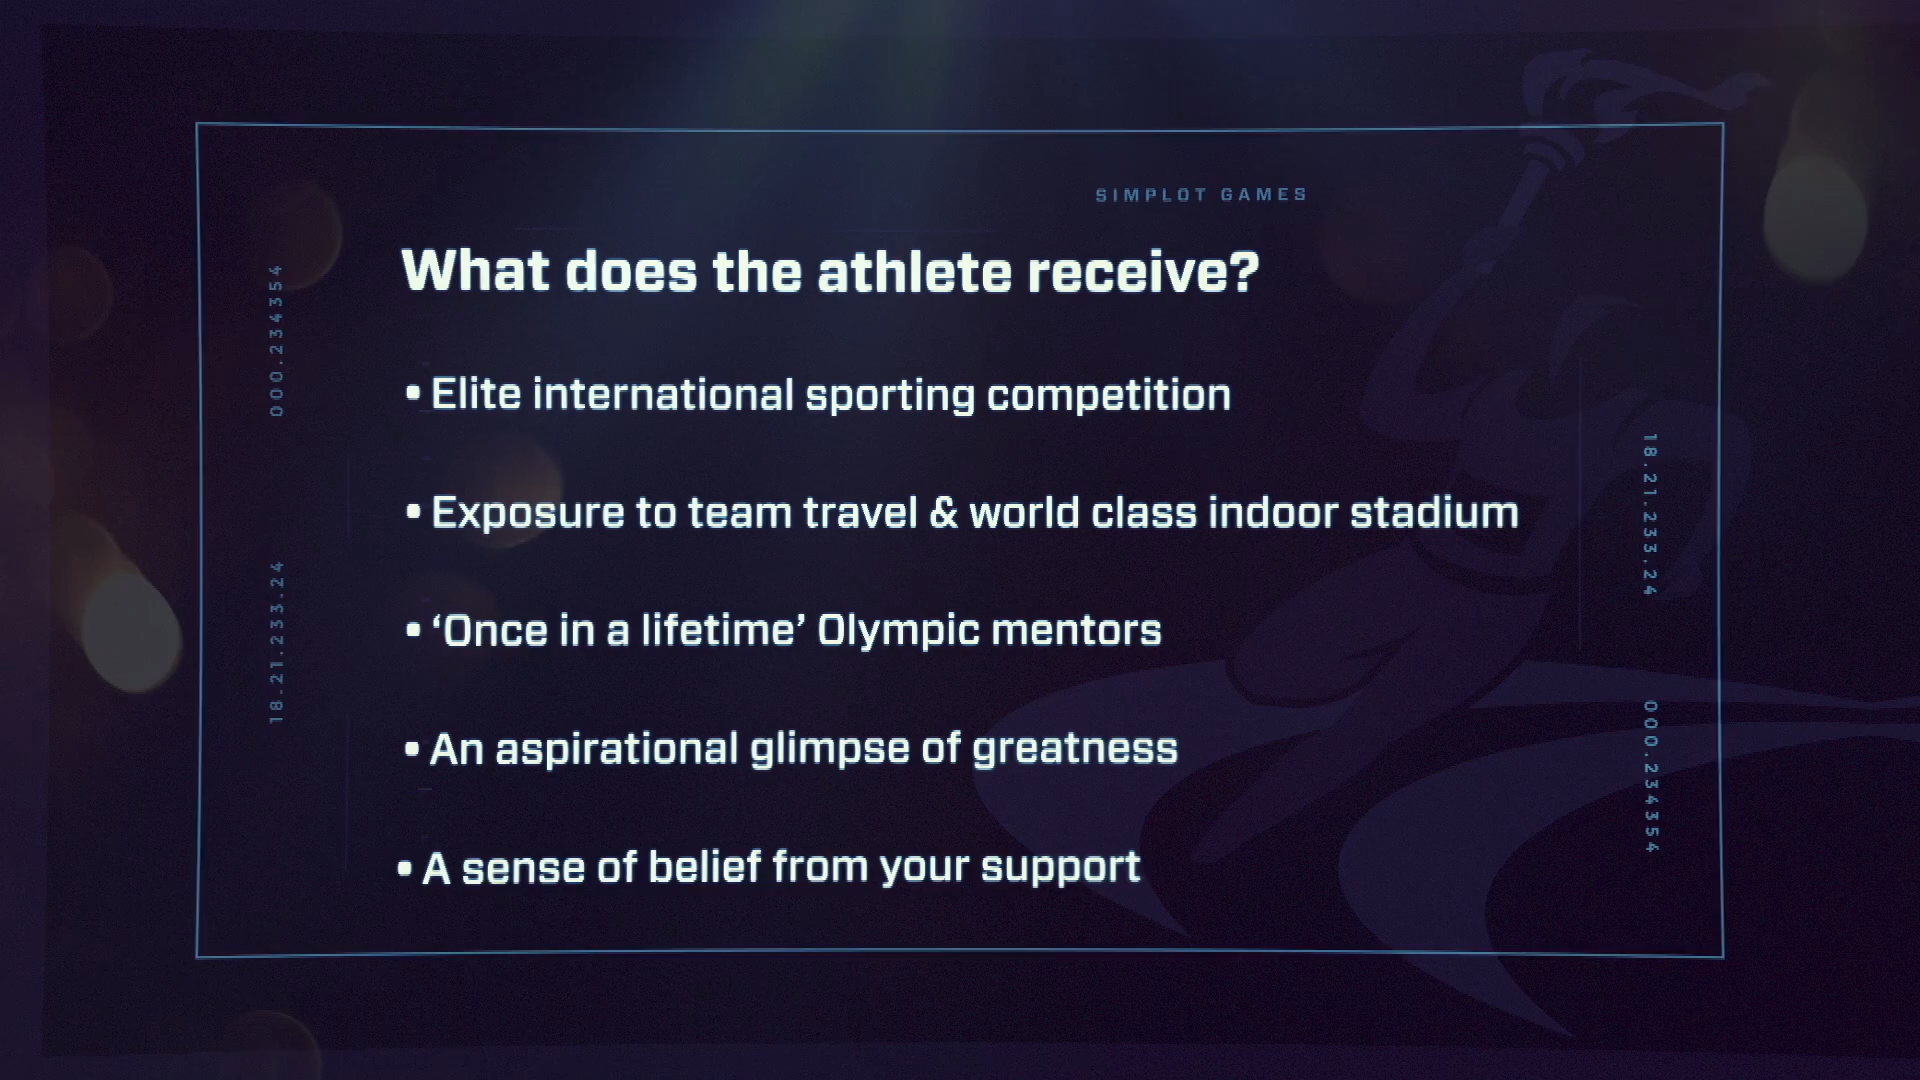 SIMPLOT GAMES
What does the athlete receive?
• Elite international sporting competition
• Exposure to team travel & world class indoor stadium
• ‘Once in a lifetime’ Olympic mentors
• An aspirational glimpse of greatness
• A sense of belief from your support
000.234354
18.21.233.24
18.21.233.24
000.234354